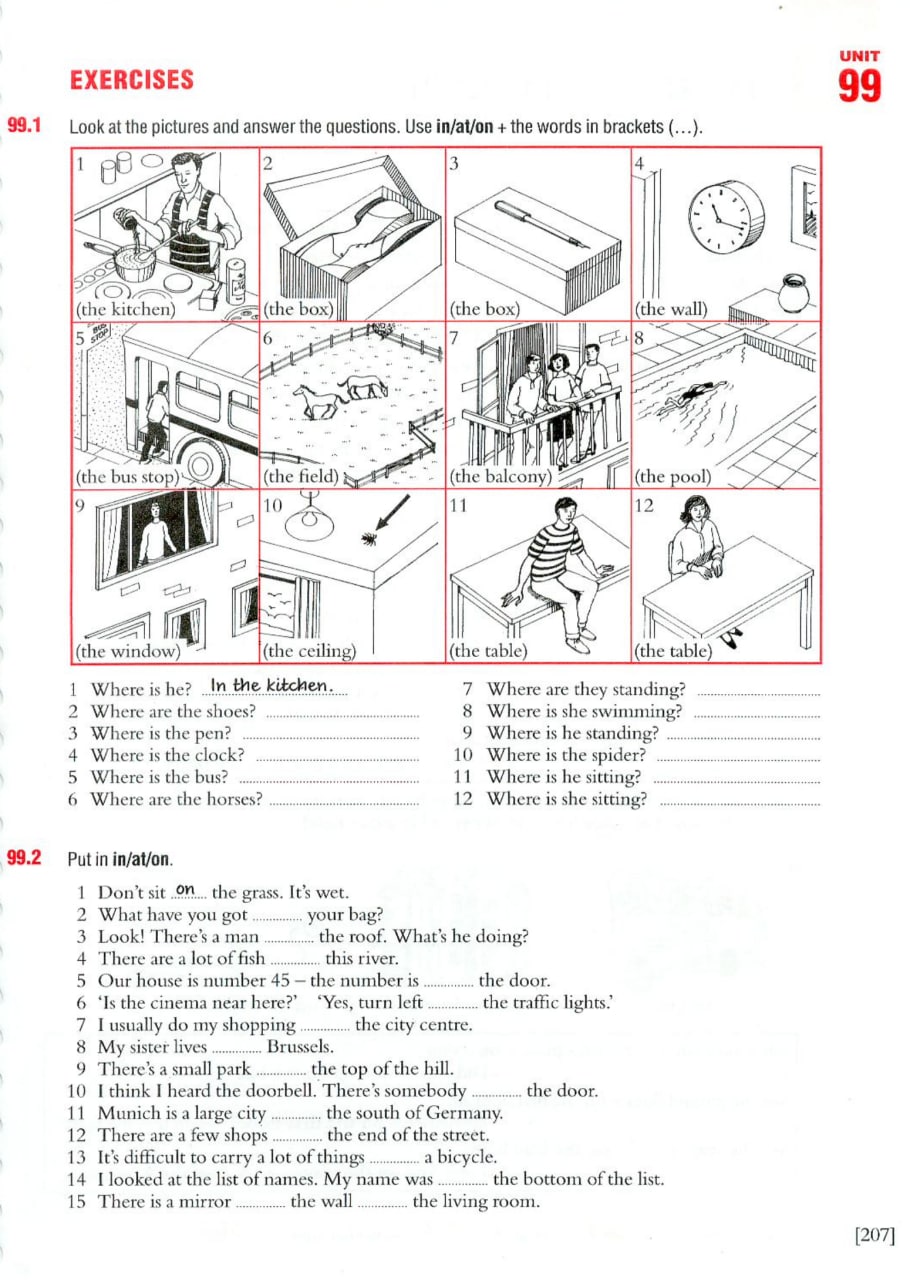 UNIT
99
EXERCISES
99.1 Look at the pictures and answer the questions. Use in/at/on + the words in brackets (…).
1 2 3 4
(the kitchen) (the box) (the box) (the wall)
5 6 7 8
BUS
STOP
(the bus stop) (the field) (the balcony) (the pool)
9 10 11 12
(the window) (the ceiling) (the table) (the table)
1 Where is he? In the kitchen.
2 Where are the shoes? ..........
3 Where is the pen? ..........
4 Where is the clock? ..........
5 Where is the bus? ..........
6 Where are the horses? ..........
7 Where are they standing? ..........
8 Where is she swimming? ..........
9 Where is he standing? ..........
10 Where is the spider? ..........
11 Where is he sitting? ..........
12 Where is she sitting? ..........
99.2 Put in in/at/on.
1 Don't sit ..on.. the grass. It's wet.
2 What have you got .......... your bag?
3 Look! There's a man .......... the roof. What's he doing?
4 There are a lot of fish .......... this river.
5 Our house is number 45 – the number is .......... the door.
6 'Is the cinema near here?' 'Yes, turn left .......... the traffic lights.'
7 I usually do my shopping .......... the city centre.
8 My sister lives .......... Brussels.
9 There's a small park .......... the top of the hill.
10 I think I heard the doorbell. There's somebody .......... the door.
11 Munich is a large city .......... the south of Germany.
12 There are a few shops .......... the end of the street.
13 It's difficult to carry a lot of things .......... a bicycle.
14 I looked at the list of names. My name was .......... the bottom of the list.
15 There is a mirror .......... the wall .......... the living room.
[207]